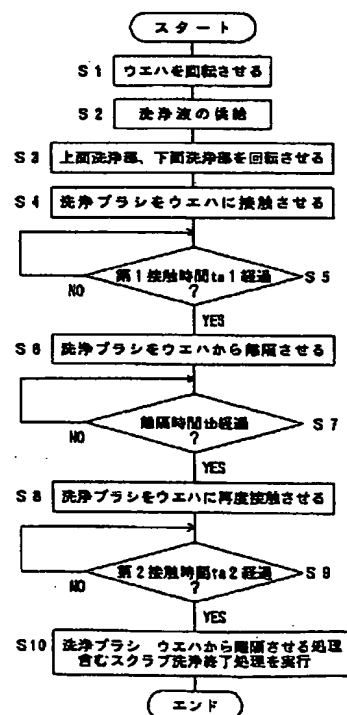 スタート
S1
ウエハを回転させる
S2
洗浄液の供給
S3
上面洗浄部、下面洗浄部を回転させる
S4
洗浄ブラシをウエハに接触させる
第1接触時間ta1経過
?
S5
NO
YES
S6
洗浄ブラシをウエハから離隔させる
離隔時間tb経過
?
S7
NO
YES
S8
洗浄ブラシをウエハに再度接触させる
第2接触時間ta2経過
?
S9
NO
YES
S10
洗浄ブラシ ウエハから離隔させる処理
含むスクラブ洗浄終了処理を実行
エンド